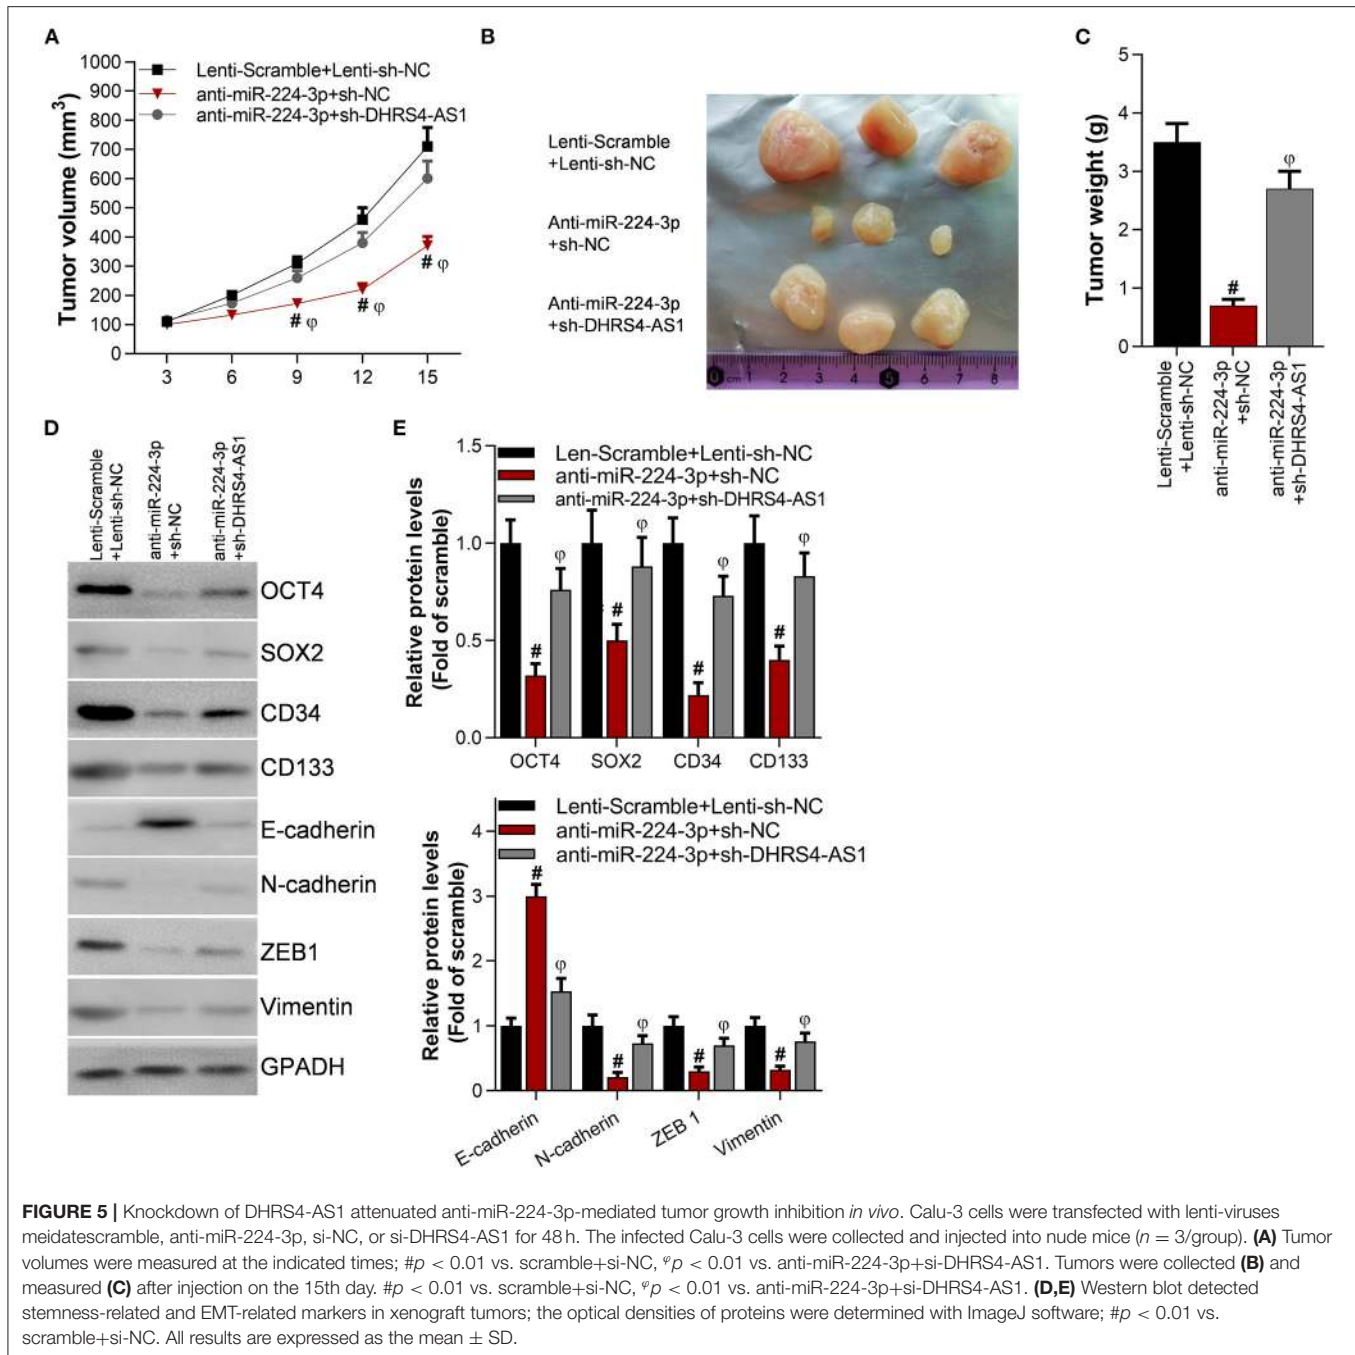 A
1000
900
800
700
600
500
400
300
200
100
0
Tumor volume (mm³)
Lenti-Scramble+Lenti-sh-NC
anti-miR-224-3p+sh-NC
anti-miR-224-3p+sh-DHRS4-AS1
# φ
# φ
# φ
3 6 9 12 15
B
Lenti-Scramble
+Lenti-sh-NC
Anti-miR-224-3p
+sh-NC
Anti-miR-224-3p
+sh-DHRS4-AS1
0 cm 1 2 3 4 5 6 7 8
C
5
4
3
2
1
0
Tumor weight (g)
#
φ
Lenti-Scramble
+Lenti-sh-NC
anti-miR-224-3p
+sh-NC
anti-miR-224-3p
+sh-DHRS4-AS1
D
Lenti-Scramble
+Lenti-sh-NC
anti-miR-224-3p
+sh-NC
anti-miR-224-3p
+sh-DHRS4-AS1
OCT4
SOX2
CD34
CD133
E-cadherin
N-cadherin
ZEB1
Vimentin
GPADH
E
1.5
1.0
0.5
0.0
Relative protein levels
(Fold of scramble)
Len-Scramble+Lenti-sh-NC
anti-miR-224-3p+sh-NC
anti-miR-224-3p+sh-DHRS4-AS1
# φ # φ # φ # φ
OCT4 SOX2 CD34 CD133
4
3
2
1
0
Relative protein levels
(Fold of scramble)
Lenti-Scramble+Lenti-sh-NC
anti-miR-224-3p+sh-NC
anti-miR-224-3p+sh-DHRS4-AS1
# φ # φ # φ # φ
E-cadherin N-cadherin ZEB 1 Vimentin
FIGURE 5 | Knockdown of DHRS4-AS1 attenuated anti-miR-224-3p-mediated tumor growth inhibition in vivo. Calu-3 cells were transfected with lenti-viruses
meidatescramble, anti-miR-224-3p, si-NC, or si-DHRS4-AS1 for 48 h. The infected Calu-3 cells were collected and injected into nude mice (n = 3/group). (A) Tumor
volumes were measured at the indicated times; #p < 0.01 vs. scramble+si-NC, φp < 0.01 vs. anti-miR-224-3p+si-DHRS4-AS1. Tumors were collected (B) and
measured (C) after injection on the 15th day. #p < 0.01 vs. scramble+si-NC, φp < 0.01 vs. anti-miR-224-3p+si-DHRS4-AS1. (D,E) Western blot detected
stemness-related and EMT-related markers in xenograft tumors; the optical densities of proteins were determined with ImageJ software; #p < 0.01 vs.
scramble+si-NC. All results are expressed as the mean ± SD.